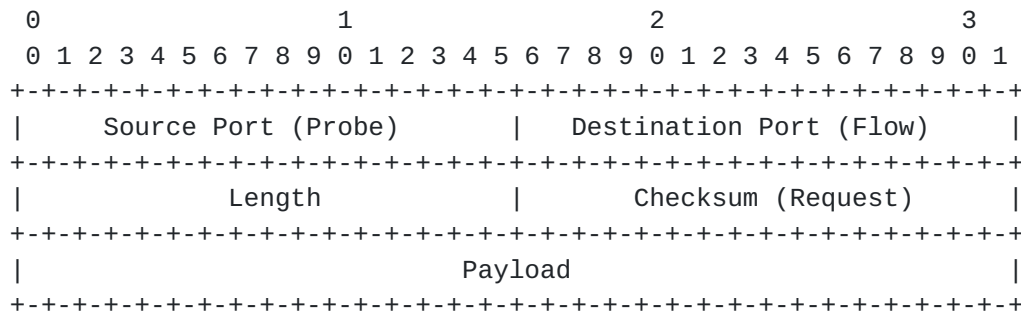 0                   1                   2                   3
 0 1 2 3 4 5 6 7 8 9 0 1 2 3 4 5 6 7 8 9 0 1 2 3 4 5 6 7 8 9 0 1
+-+-+-+-+-+-+-+-+-+-+-+-+-+-+-+-+-+-+-+-+-+-+-+-+-+-+-+-+-+-+-+-+
|     Source Port (Probe)       |   Destination Port (Flow)     |
+-+-+-+-+-+-+-+-+-+-+-+-+-+-+-+-+-+-+-+-+-+-+-+-+-+-+-+-+-+-+-+-+
|             Length            |       Checksum (Request)      |
+-+-+-+-+-+-+-+-+-+-+-+-+-+-+-+-+-+-+-+-+-+-+-+-+-+-+-+-+-+-+-+-+
|                            Payload                            |
+-+-+-+-+-+-+-+-+-+-+-+-+-+-+-+-+-+-+-+-+-+-+-+-+-+-+-+-+-+-+-+-+